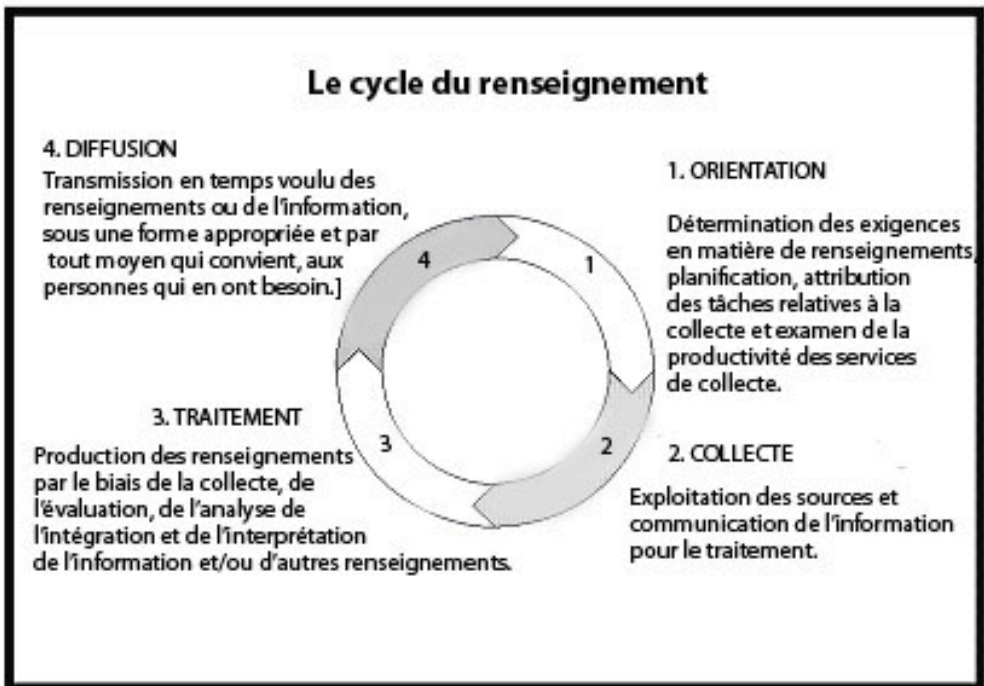 Le cycle du renseignement
4. DIFFUSION
Transmission en temps voulu des
renseignements ou de l'information,
sous une forme appropriée et par
tout moyen qui convient, aux
personnes qui en ont besoin.]
1. ORIENTATION
Détermination des exigences
en matière de renseignements,
planification, attribution
des tâches relatives à la
collecte et examen de la
productivité des services
de collecte.
4
1
3
2
3. TRAITEMENT
Production des renseignements
par le biais de la collecte, de
l'évaluation, de l'analyse de
l'intégration et de l'interprétation
de l'information et/ou d'autres renseignements.
2. COLLECTE
Exploitation des sources et
communication de l'information
pour le traitement.